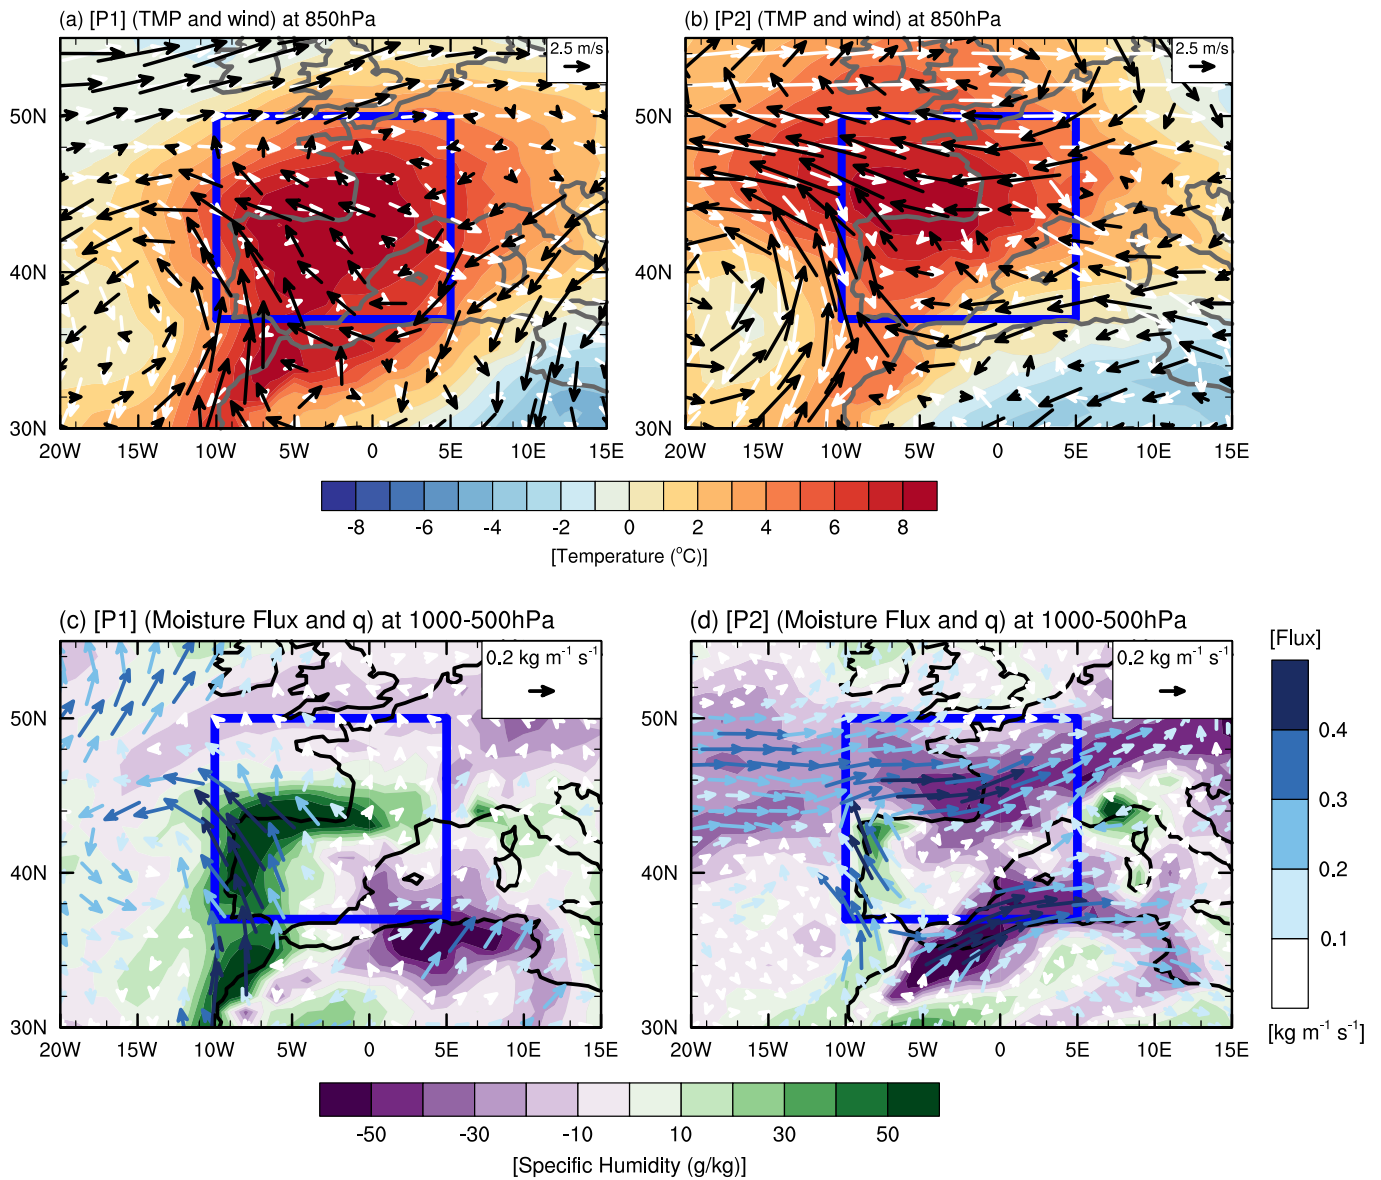 (a) [P1] (TMP and wind) at 850hPa
(b) [P2] (TMP and wind) at 850hPa
2.5 m/s
2.5 m/s
50N
40N
30N
20W 15W 10W 5W 0 5E 10E 15E
50N
40N
30N
20W 15W 10W 5W 0 5E 10E 15E
-8 -6 -4 -2 0 2 4 6 8
[Temperature (°C)]
(c) [P1] (Moisture Flux and q) at 1000-500hPa
(d) [P2] (Moisture Flux and q) at 1000-500hPa
[Flux]
0.2 kg m⁻¹ s⁻¹
0.2 kg m⁻¹ s⁻¹
50N
40N
30N
20W 15W 10W 5W 0 5E 10E 15E
50N
40N
30N
20W 15W 10W 5W 0 5E 10E 15E
0.4
0.3
0.2
0.1
[kg m⁻¹ s⁻¹]
-50 -30 -10 10 30 50
[Specific Humidity (g/kg)]